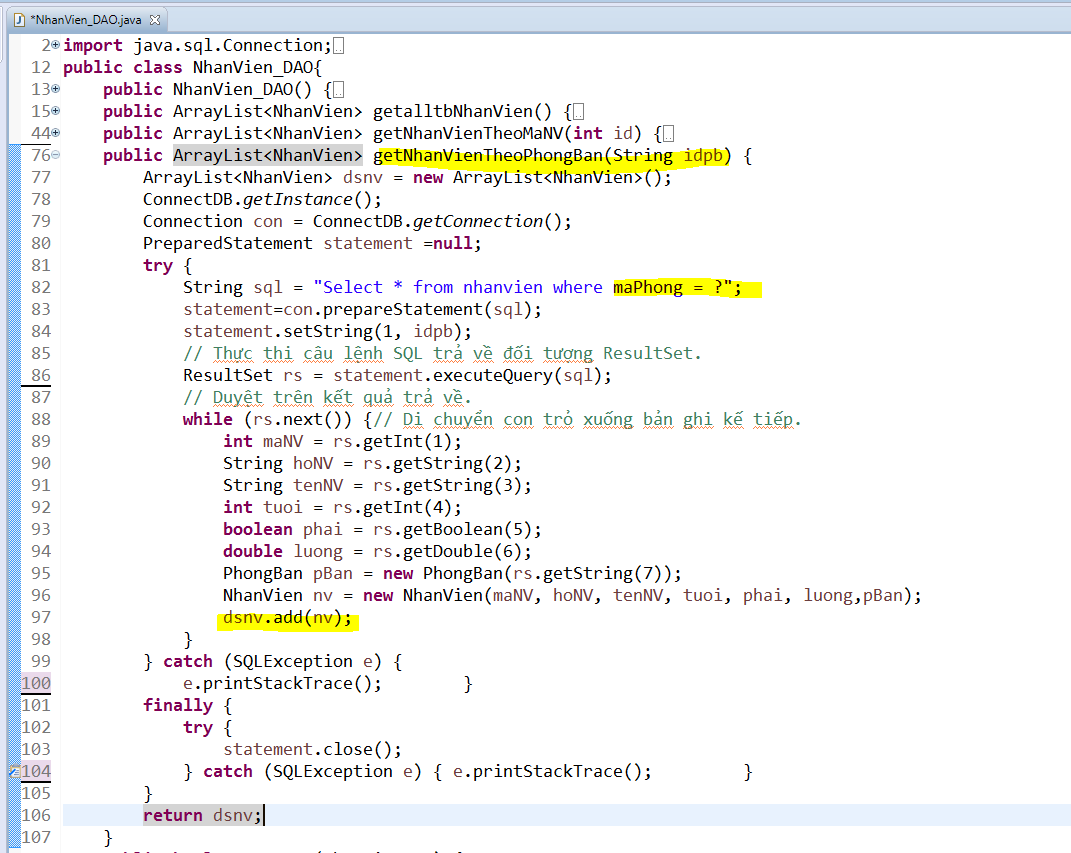 *NhanVien_DAO.java
2 import java.sql.Connection;
12 public class NhanVien_DAO{
13 public NhanVien_DAO() {
15 public ArrayList<NhanVien> getalltbNhanVien() {
44 public ArrayList<NhanVien> getNhanVienTheoMaNV(int id) {
76 public ArrayList<NhanVien> getNhanVienTheoPhongBan(String idpb) {
77 ArrayList<NhanVien> dsnv = new ArrayList<NhanVien>();
78 ConnectDB.getInstance();
79 Connection con = ConnectDB.getConnection();
80 PreparedStatement statement =null;
81 try {
82 String sql = "Select * from nhanvien where maPhong = ?";
83 statement=con.prepareStatement(sql);
84 statement.setString(1, idpb);
85 // Thực thi câu lệnh SQL trả về đối tượng ResultSet.
86 ResultSet rs = statement.executeQuery(sql);
87 // Duyệt trên kết quả trả về.
88 while (rs.next()) {// Di chuyển con trỏ xuống bản ghi kế tiếp.
89 int maNV = rs.getInt(1);
90 String hoNV = rs.getString(2);
91 String tenNV = rs.getString(3);
92 int tuoi = rs.getInt(4);
93 boolean phai = rs.getBoolean(5);
94 double luong = rs.getDouble(6);
95 PhongBan pBan = new PhongBan(rs.getString(7));
96 NhanVien nv = new NhanVien(maNV, hoNV, tenNV, tuoi, phai, luong,pBan);
97 dsnv.add(nv);
98 }
99 } catch (SQLException e) {
100 e.printStackTrace(); }
101 finally {
102 try {
103 statement.close();
104 } catch (SQLException e) { e.printStackTrace(); }
105 }
106 return dsnv;
107 }